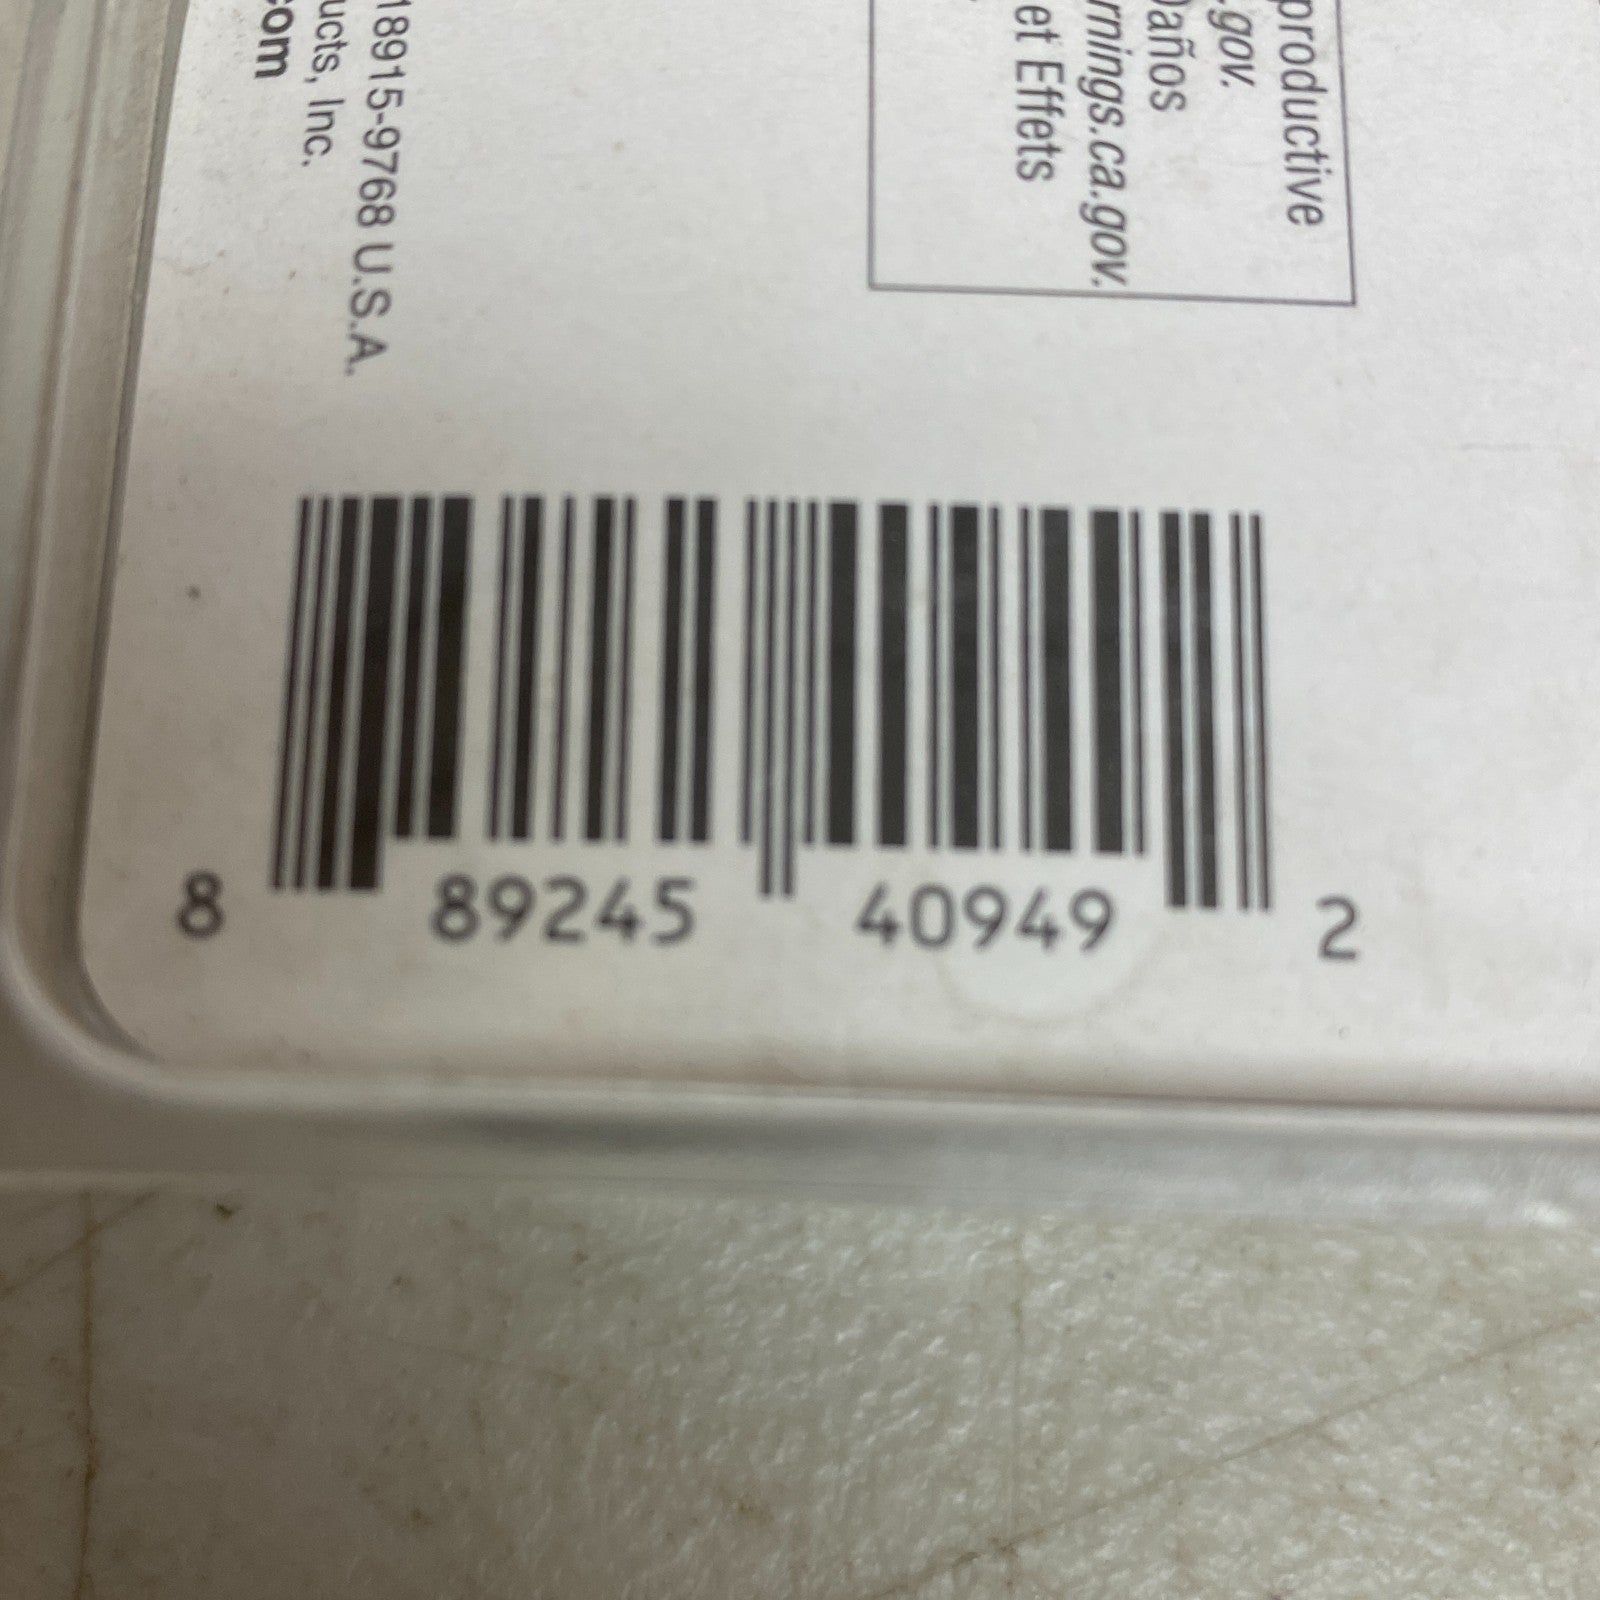 18915-9768 U.S.A.
ucts, Inc.
com
productive
.gov.
Daños
rnings.ca.gov.
et Effets
8 89245 40949 2